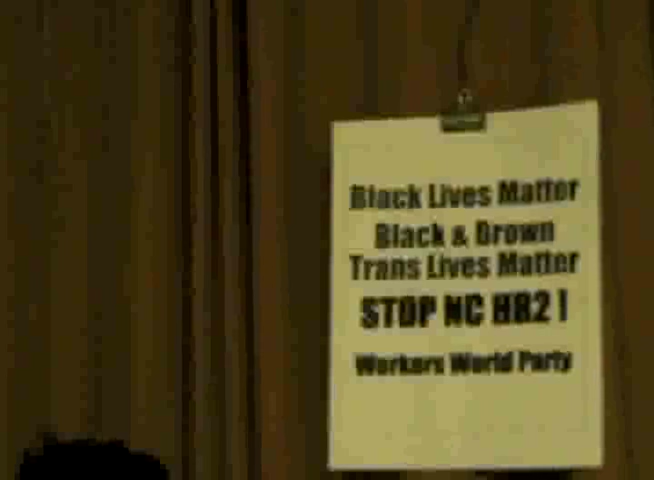 Black Lives Matter
Black & Brown
Trans Lives Matter
STOP NC HB2 !
Workers World Party